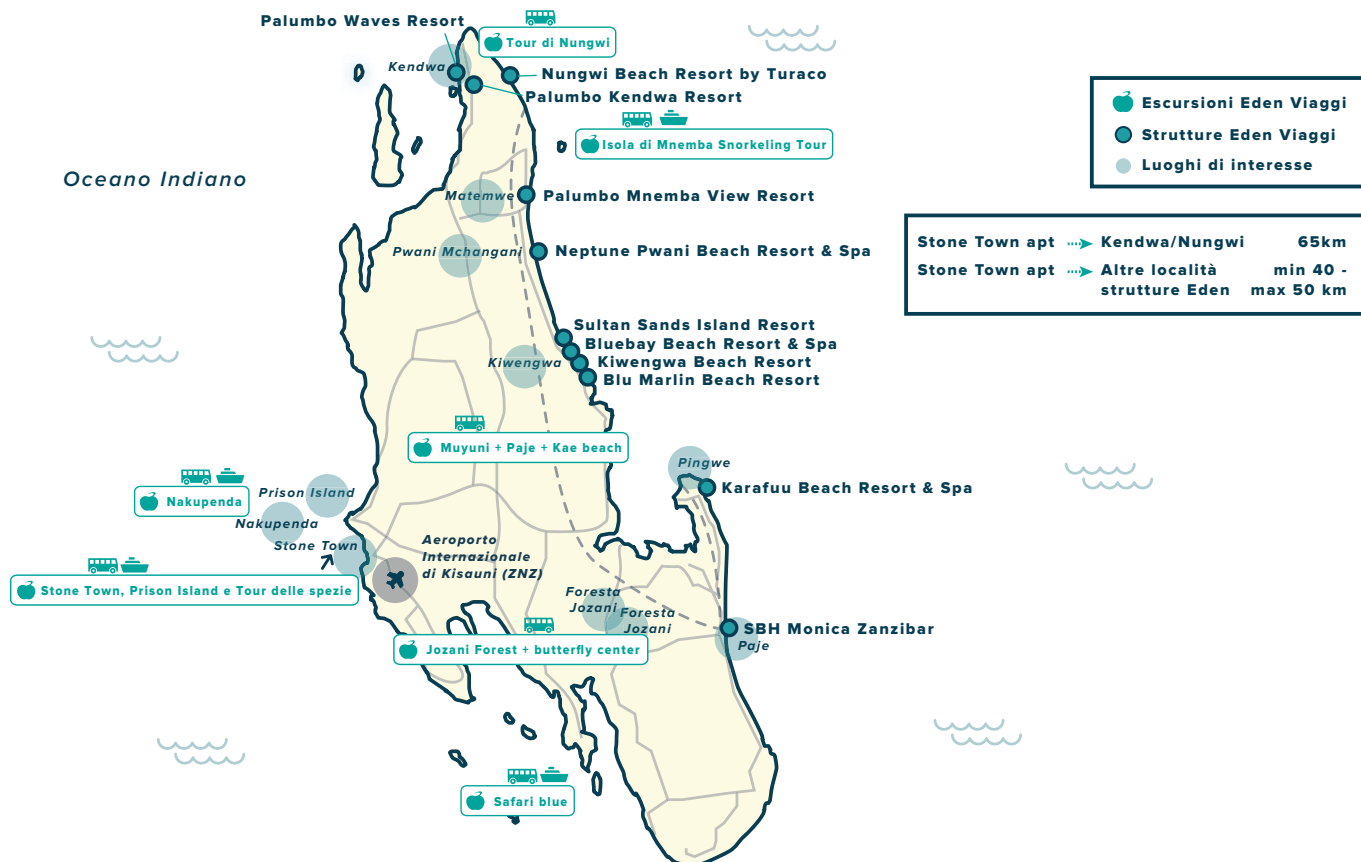 Palumbo Waves Resort
Tour di Nungwi
Kendwa
Nungwi Beach Resort by Turaco
Palumbo Kendwa Resort
Escursioni Eden Viaggi
Strutture Eden Viaggi
Luoghi di interesse
Isola di Mnemba Snorkeling Tour
Oceano Indiano
Matemwe
Palumbo Mnemba View Resort
Stone Town apt Kendwa/Nungwi 65km
Stone Town apt Altre località min 40 -
strutture Eden max 50 km
Pwani Mchangani
Neptune Pwani Beach Resort & Spa
Sultan Sands Island Resort
Bluebay Beach Resort & Spa
Kiwengwa
Kiwengwa Beach Resort
Blu Marlin Beach Resort
Muyuni + Paje + Kae beach
Pingwe
Karafuu Beach Resort & Spa
Nakupenda
Prison Island
Nakupenda
Stone Town
Aeroporto
Internazionale
di Kisauni (ZNZ)
Stone Town, Prison Island e Tour delle spezie
Foresta
Jozani
Foresta
Jozani
SBH Monica Zanzibar
Paje
Jozani Forest + butterfly center
Safari blue